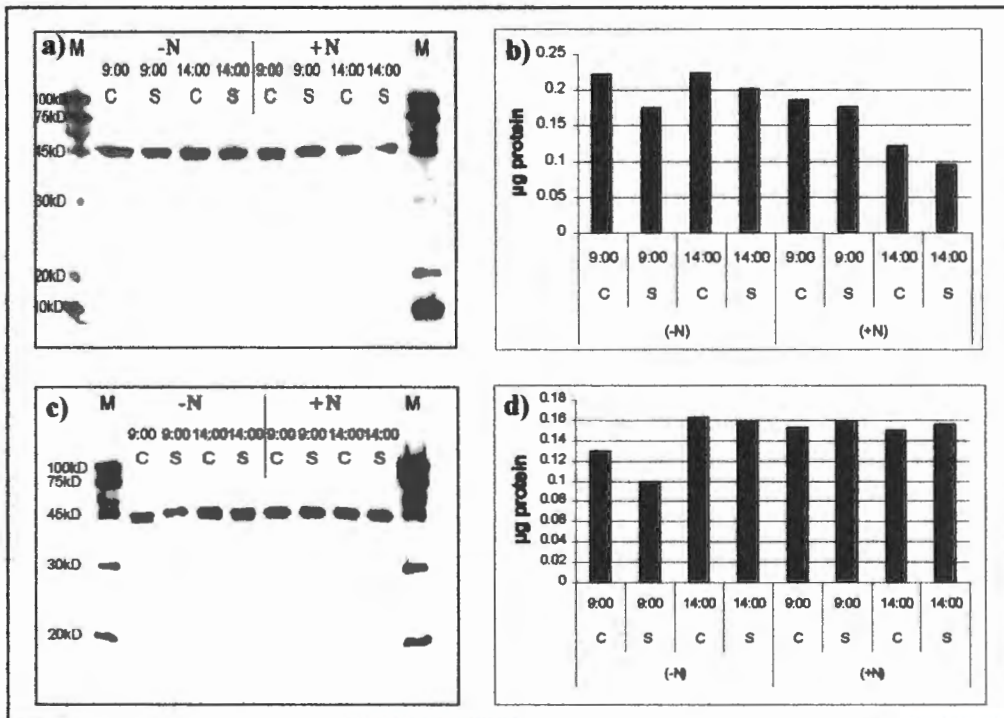 a) M -N +N M
9:00 9:00 14:00 14:00 9:00 9:00 14:00 14:00
C S C S C S C S
100kD
75kD
45kD
30kD
20kD
10kD
b)
µg protein
0.25
0.2
0.15
0.1
0.05
0
9:00 9:00 14:00 14:00 9:00 9:00 14:00 14:00
C S C S C S C S
(-N) (+N)
c) M -N +N M
9:00 9:00 14:00 14:00 9:00 9:00 14:00 14:00
C S C S C S C S
100kD
75kD
45kD
30kD
20kD
d)
µg protein
0.18
0.16
0.14
0.12
0.1
0.08
0.06
0.04
0.02
0
9:00 9:00 14:00 14:00 9:00 9:00 14:00 14:00
C S C S C S C S
(-N) (+N)